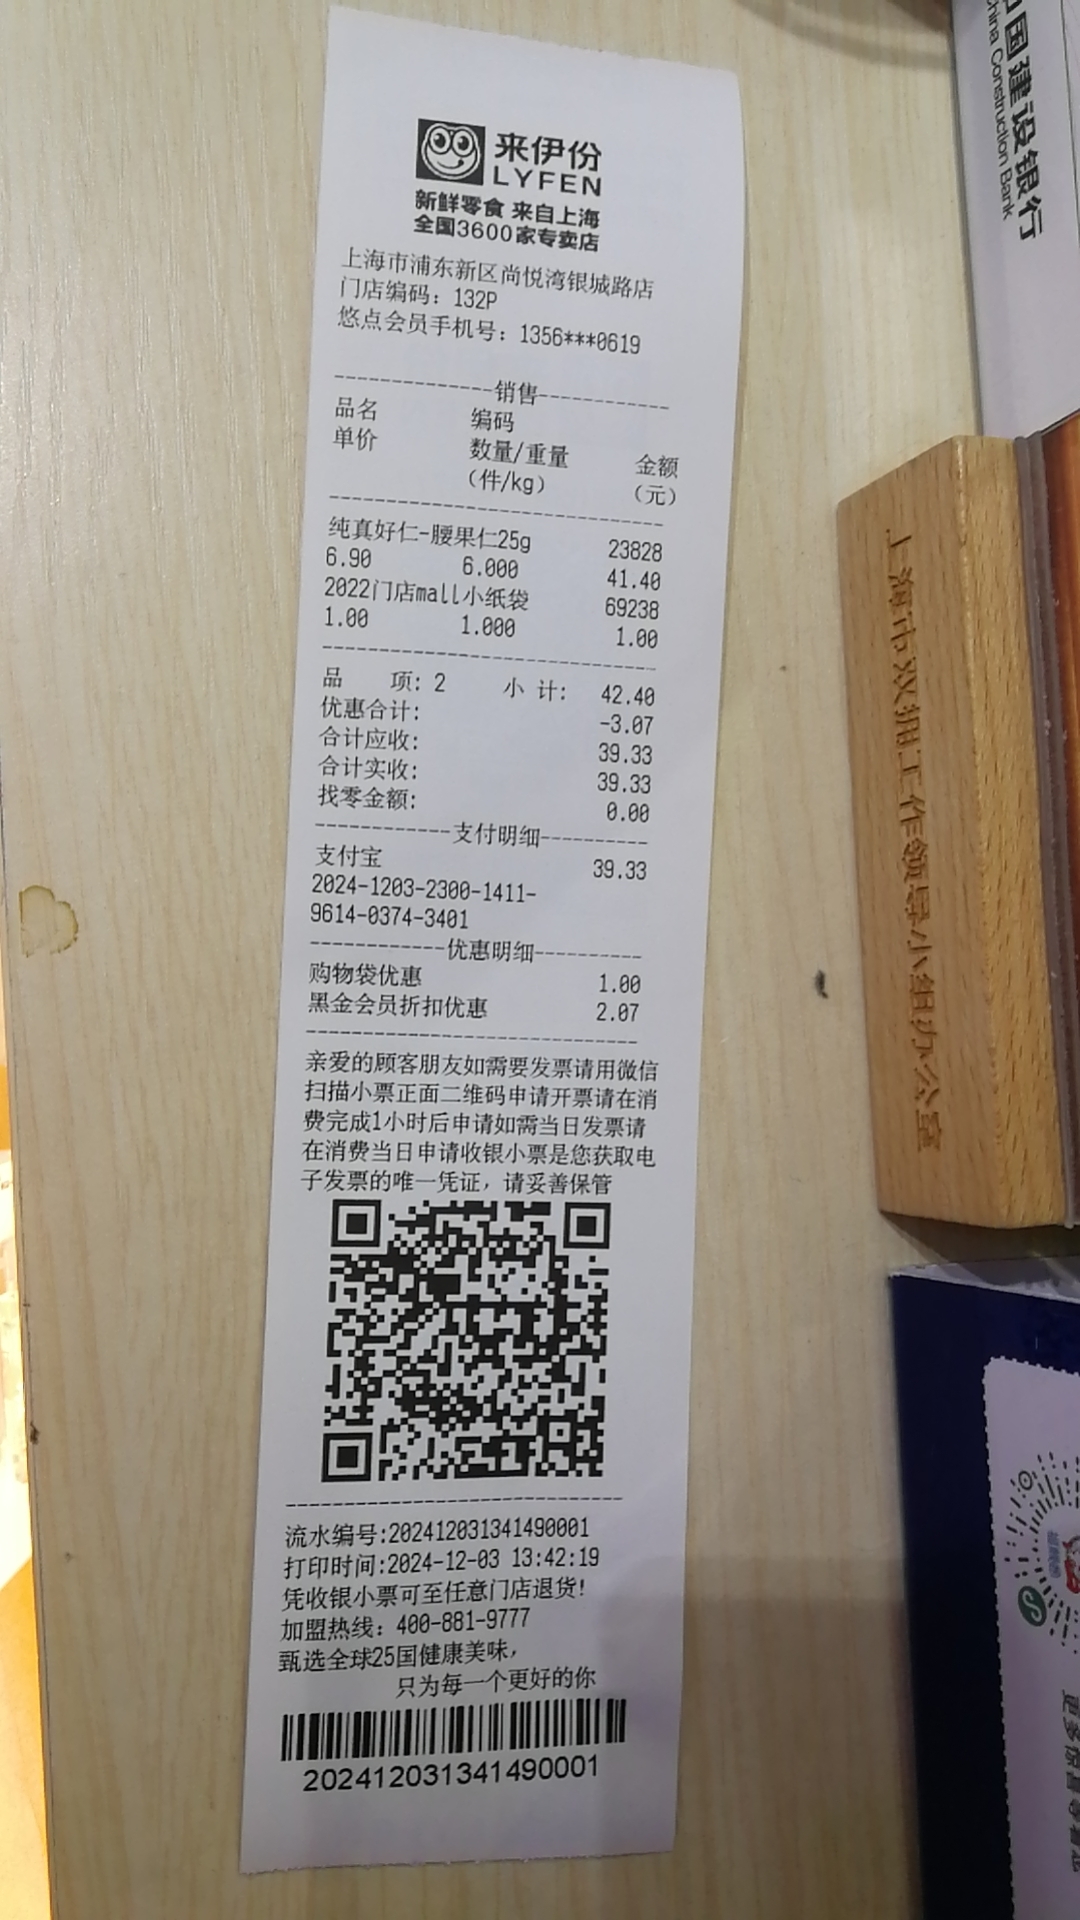 来伊份
LYFEN
新鲜零食 来自上海
全国3600家专卖店
上海市浦东新区尚悦湾银城路店
门店编码：132P
悠点会员手机号：1356***0619
--------------销售------------
品名 编码
单价 数量/重量 金额
（件/kg） （元）
纯真好仁-腰果仁25g 23828
6.90 6.000 41.40
2022门店mall小纸袋 69238
1.00 1.000 1.00
品 项: 2 小 计: 42.40
优惠合计: -3.07
合计应收: 39.33
合计实收: 39.33
找零金额: 0.00
------------支付明细----------
支付宝 39.33
2024-1203-2300-1411-
9614-0374-3401
------------优惠明细----------
购物袋优惠 1.00
黑金会员折扣优惠 2.07
亲爱的顾客朋友如需要发票请用微信
扫描小票正面二维码申请开票请在消
费完成1小时后申请如需当日发票请
在消费当日申请收银小票是您获取电
子发票的唯一凭证，请妥善保管
流水编号:202412031341490001
打印时间:2024-12-03 13:42:19
凭收银小票可至任意门店退货!
加盟热线：400-881-9777
甄选全球25国健康美味，
只为每一个更好的你
202412031341490001
国建设银行
China Construction Bank
上海市双拥工作领导小组办公室